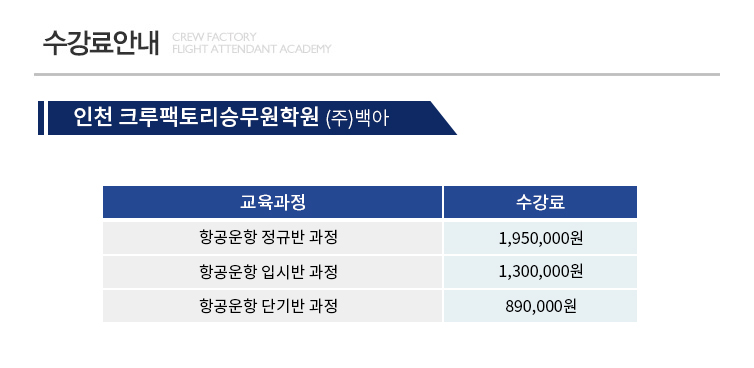 수강료안내
CREW FACTORY
FLIGHT ATTENDANT ACADEMY
인천 크루팩토리승무원학원 (주)백아
교육과정 수강료
항공운항 정규반 과정 1,950,000원
항공운항 입시반 과정 1,300,000원
항공운항 단기반 과정 890,000원